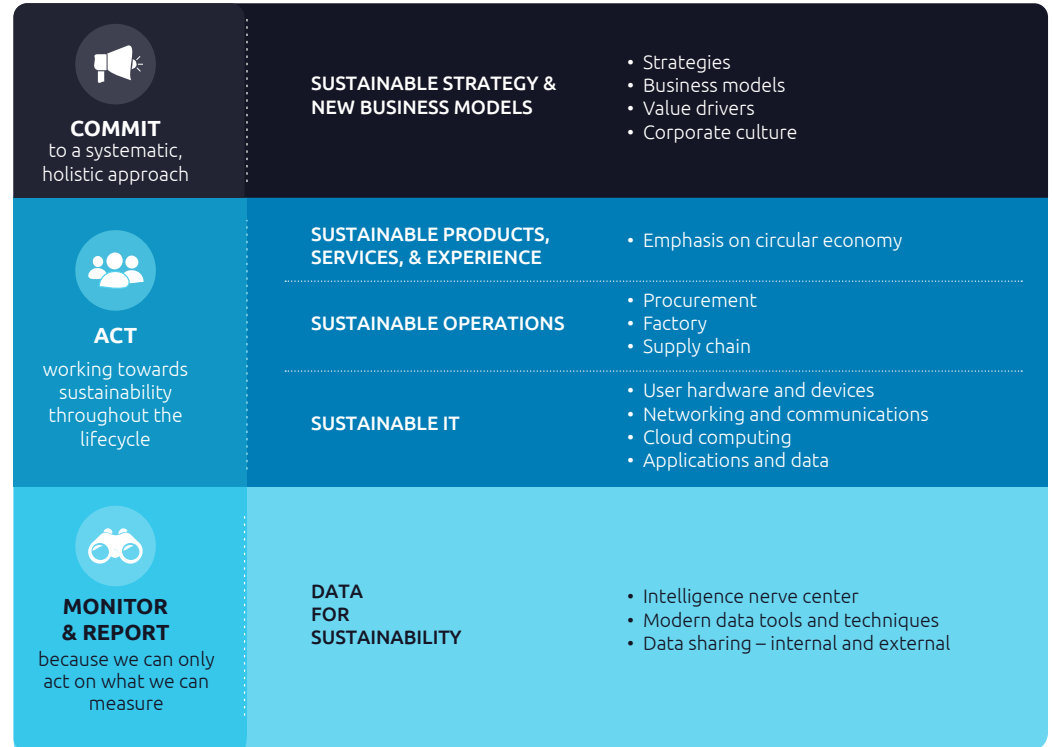 COMMIT
to a systematic,
holistic approach
SUSTAINABLE STRATEGY &
NEW BUSINESS MODELS
• Strategies
• Business models
• Value drivers
• Corporate culture
ACT
working towards
sustainability
throughout the
lifecycle
SUSTAINABLE PRODUCTS,
SERVICES, & EXPERIENCE
• Emphasis on circular economy
SUSTAINABLE OPERATIONS
• Procurement
• Factory
• Supply chain
SUSTAINABLE IT
• User hardware and devices
• Networking and communications
• Cloud computing
• Applications and data
MONITOR
& REPORT
because we can only
act on what we can
measure
DATA
FOR
SUSTAINABILITY
• Intelligence nerve center
• Modern data tools and techniques
• Data sharing – internal and external